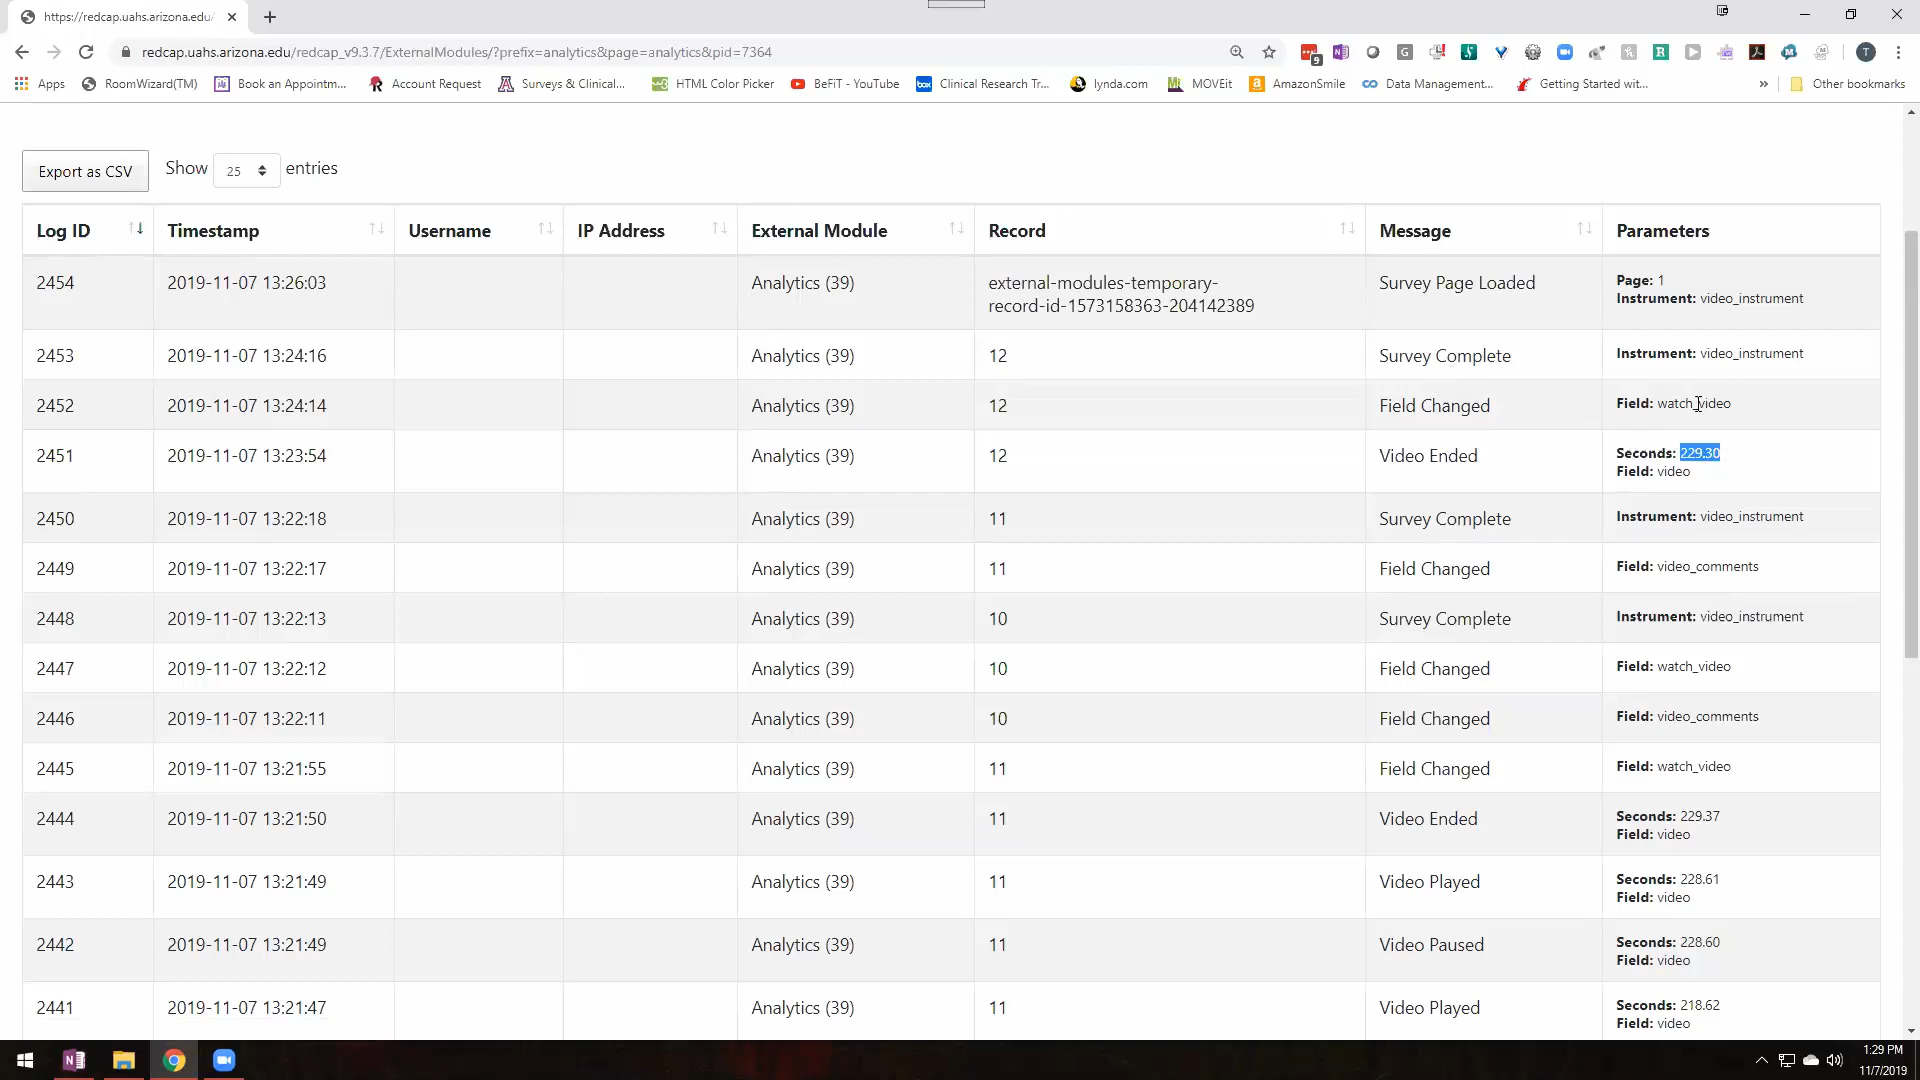 https://redcap.uahs.arizona.edu/
redcap.uahs.arizona.edu/redcap_v9.3.7/ExternalModules/?prefix=analytics&page=analytics&pid=7364
Apps RoomWizard(TM) Book an Appointm... Account Request Surveys & Clinical... HTML Color Picker BeFiT - YouTube Clinical Research Tr... lynda.com MOVEit AmazonSmile Data Management... Getting Started wit... » Other bookmarks
Export as CSV Show 25 entries
Log ID Timestamp Username IP Address External Module Record Message Parameters
2454 2019-11-07 13:26:03 Analytics (39) external-modules-temporary- Survey Page Loaded Page: 1
record-id-1573158363-204142389 Instrument: video_instrument
2453 2019-11-07 13:24:16 Analytics (39) 12 Survey Complete Instrument: video_instrument
2452 2019-11-07 13:24:14 Analytics (39) 12 Field Changed Field: watch_video
2451 2019-11-07 13:23:54 Analytics (39) 12 Video Ended Seconds: 229.30
Field: video
2450 2019-11-07 13:22:18 Analytics (39) 11 Survey Complete Instrument: video_instrument
2449 2019-11-07 13:22:17 Analytics (39) 11 Field Changed Field: video_comments
2448 2019-11-07 13:22:13 Analytics (39) 10 Survey Complete Instrument: video_instrument
2447 2019-11-07 13:22:12 Analytics (39) 10 Field Changed Field: watch_video
2446 2019-11-07 13:22:11 Analytics (39) 10 Field Changed Field: video_comments
2445 2019-11-07 13:21:55 Analytics (39) 11 Field Changed Field: watch_video
2444 2019-11-07 13:21:50 Analytics (39) 11 Video Ended Seconds: 229.37
Field: video
2443 2019-11-07 13:21:49 Analytics (39) 11 Video Played Seconds: 228.61
Field: video
2442 2019-11-07 13:21:49 Analytics (39) 11 Video Paused Seconds: 228.60
Field: video
2441 2019-11-07 13:21:47 Analytics (39) 11 Video Played Seconds: 218.62
Field: video
1:29 PM
11/7/2019